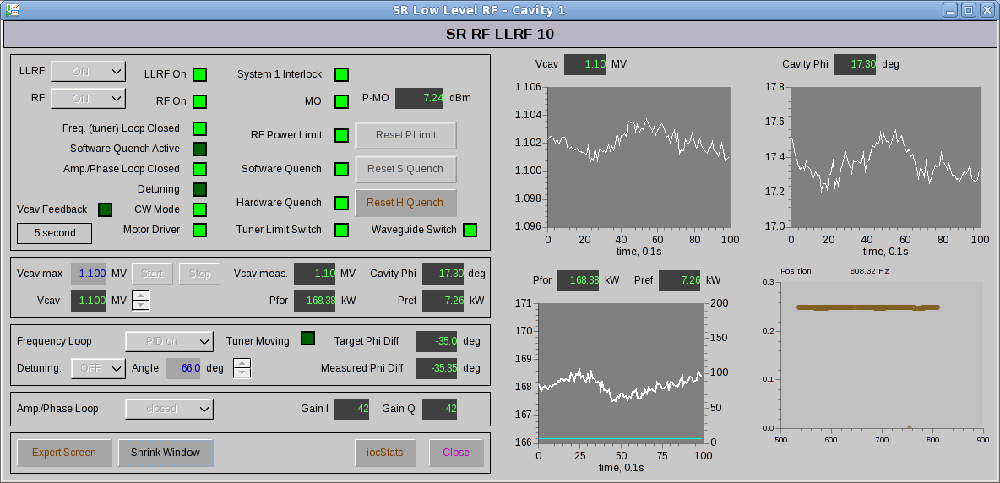 SR Low Level RF - Cavity 1
SR-RF-LLRF-10
LLRF ON LLRF On
RF ON RF On
Freq. (tuner) Loop Closed
Software Quench Active
Amp./Phase Loop Closed
Detuning
Vcav Feedback CW Mode
.5 second Motor Driver
System 1 Interlock
MO P-MO 7.24 dBm
RF Power Limit Reset P.Limit
Software Quench Reset S.Quench
Hardware Quench Reset H.Quench
Tuner Limit Switch Waveguide Switch
Vcav max 1.100 MV Start Stop Vcav meas. 1.10 MV Cavity Phi 17.30 deg
Vcav 1.100 MV Pfor 168.38 kW Pref 7.26 kW
Frequency Loop PID on Tuner Moving Target Phi Diff -35.0 deg
Detuning: OFF Angle 66.0 deg Measured Phi Diff -35.35 deg
Amp./Phase Loop closed Gain I 42 Gain Q 42
Expert Screen Shrink Window iocStats Close
Vcav 1.10 MV
1.106
1.104
1.102
1.100
1.098
1.096
0 20 40 60 80 100
time, 0.1s
Cavity Phi 17.30 deg
17.8
17.6
17.4
17.2
17.0
0 20 40 60 80 100
time, 0.1s
Pfor 168.38 kW Pref 7.26 kW
171 200
170 150
169 100
168
167 50
166 0
0 25 50 75 100
time, 0.1s
Position 808.32 Hz
0.3
0.2
0.1
0.0
500 600 700 800 900